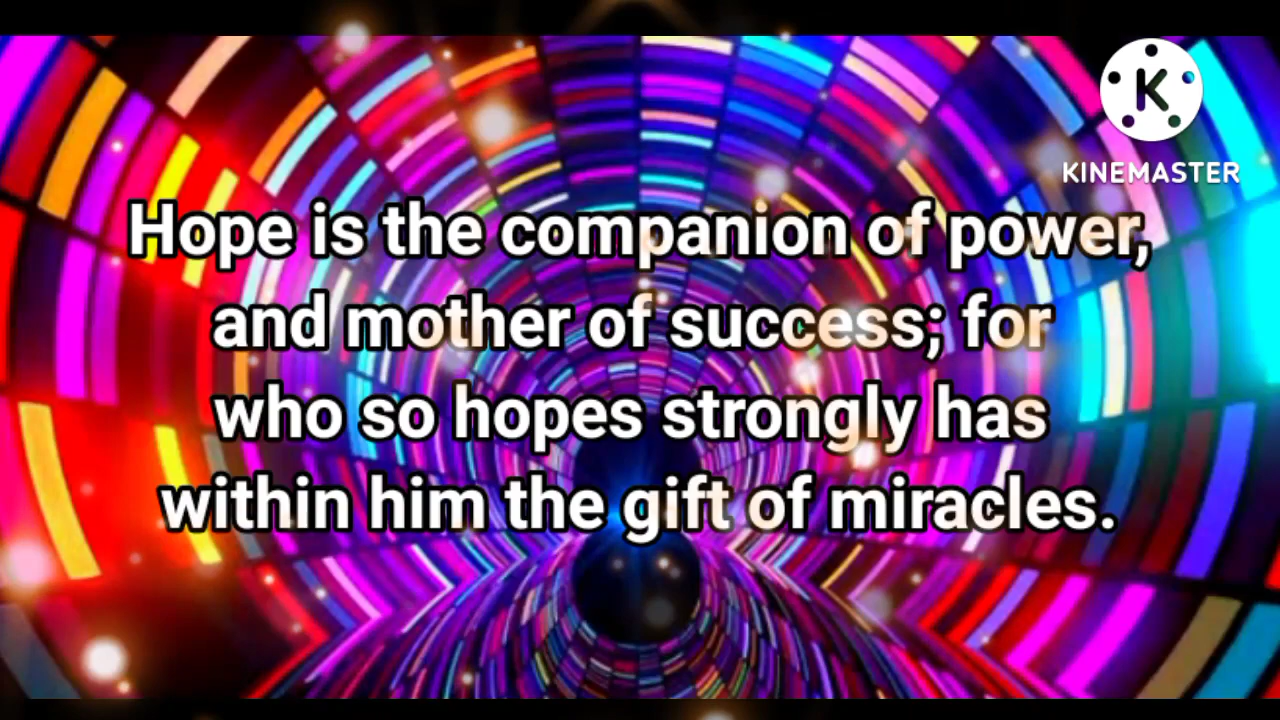 K
KINEMASTER
Hope is the companion of power,
and mother of success; for
who so hopes strongly has
within him the gift of miracles.